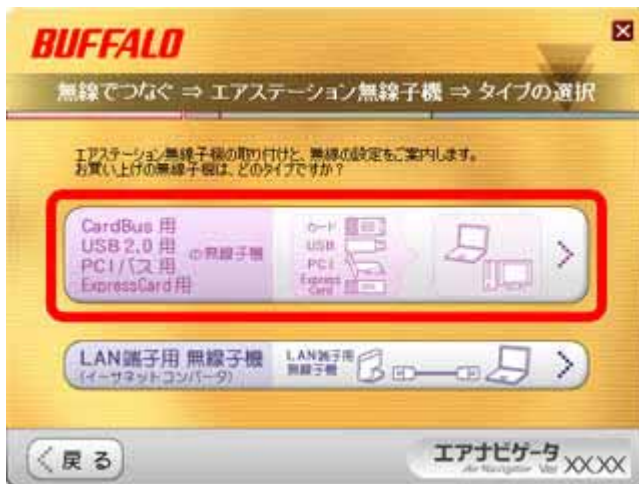 BUFFALO
無線でつなぐ ⇒ エアステーション無線子機 ⇒ タイプの選択
エアステーション無線子機の取り付けと、無線の設定をご案内します。
お買い上げの無線子機は、どのタイプですか？
CardBus 用
USB 2.0 用
PCIバス 用
ExpressCard 用
の無線子機
カード
USB
PCI
Express
Card
LAN端子用 無線子機
(イーサネットコンバータ)
LAN端子用
無線子機
戻る
エアナビゲータ
Air Navigator Ver XX.XX